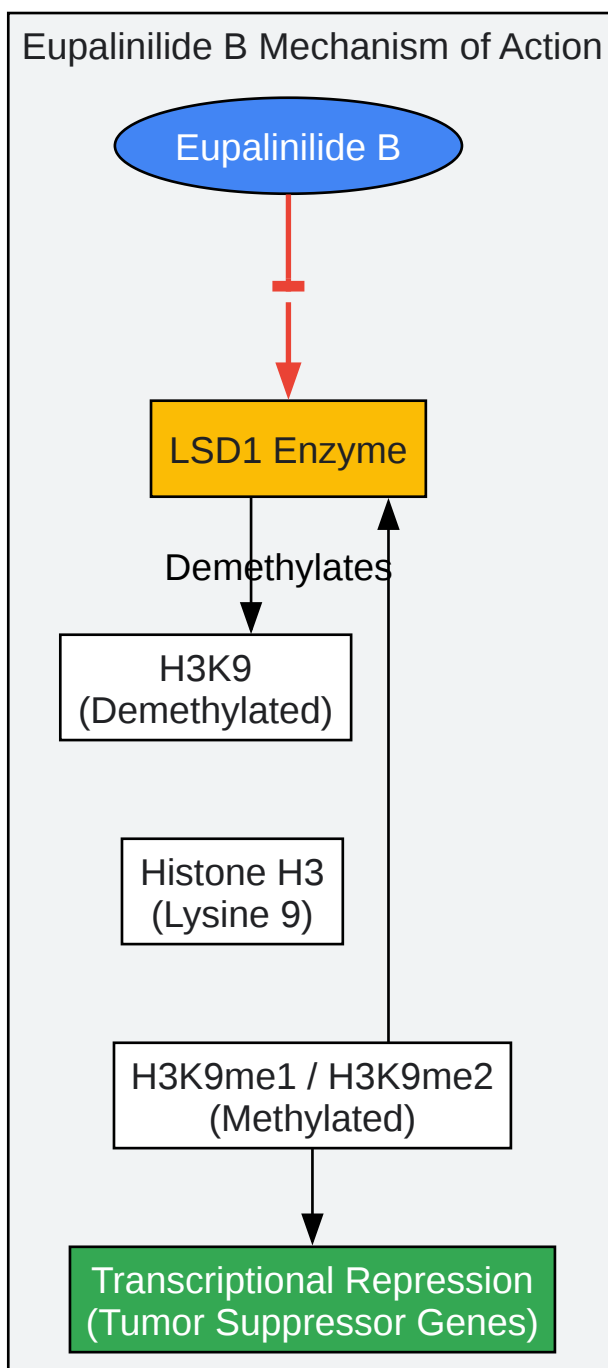 Eupalinilide B Mechanism of Action
Eupalinilide B
LSD1 Enzyme
Demethylates
H3K9
(Demethylated)
Histone H3
(Lysine 9)
H3K9me1 / H3K9me2
(Methylated)
Transcriptional Repression
(Tumor Suppressor Genes)